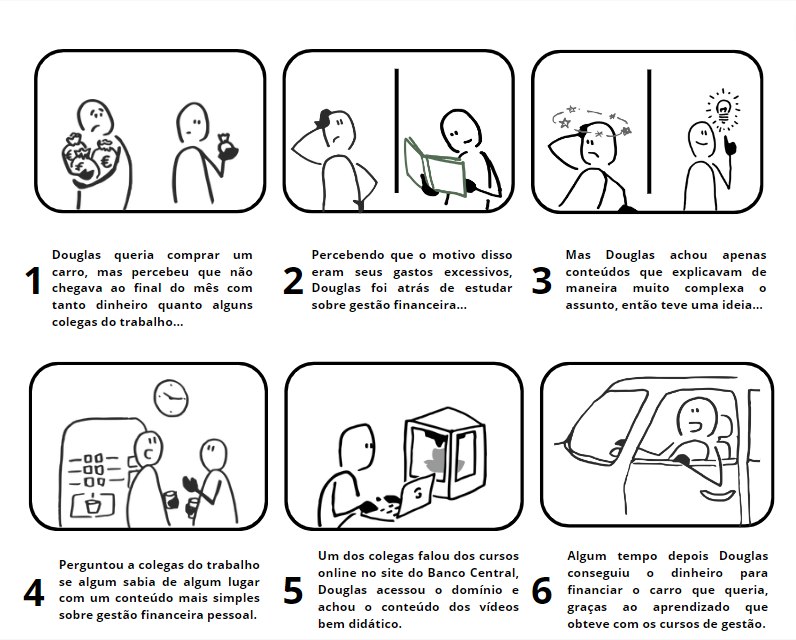 1
Douglas queria comprar um
carro, mas percebeu que não
chegava ao final do mês com
tanto dinheiro quanto alguns
colegas do trabalho...
2
Percebendo que o motivo disso
eram seus gastos excessivos,
Douglas foi atrás de estudar
sobre gestão financeira...
3
Mas Douglas achou apenas
conteúdos que explicavam de
maneira muito complexa o
assunto, então teve uma ideia...
4
Perguntou a colegas do trabalho
se algum sabia de algum lugar
com um conteúdo mais simples
sobre gestão financeira pessoal.
5
Um dos colegas falou dos cursos
online no site do Banco Central,
Douglas acessou o domínio e
achou o conteúdo dos vídeos
bem didático.
6
Algum tempo depois Douglas
conseguiu o dinheiro para
financiar o carro que queria,
graças ao aprendizado que
obteve com os cursos de gestão.